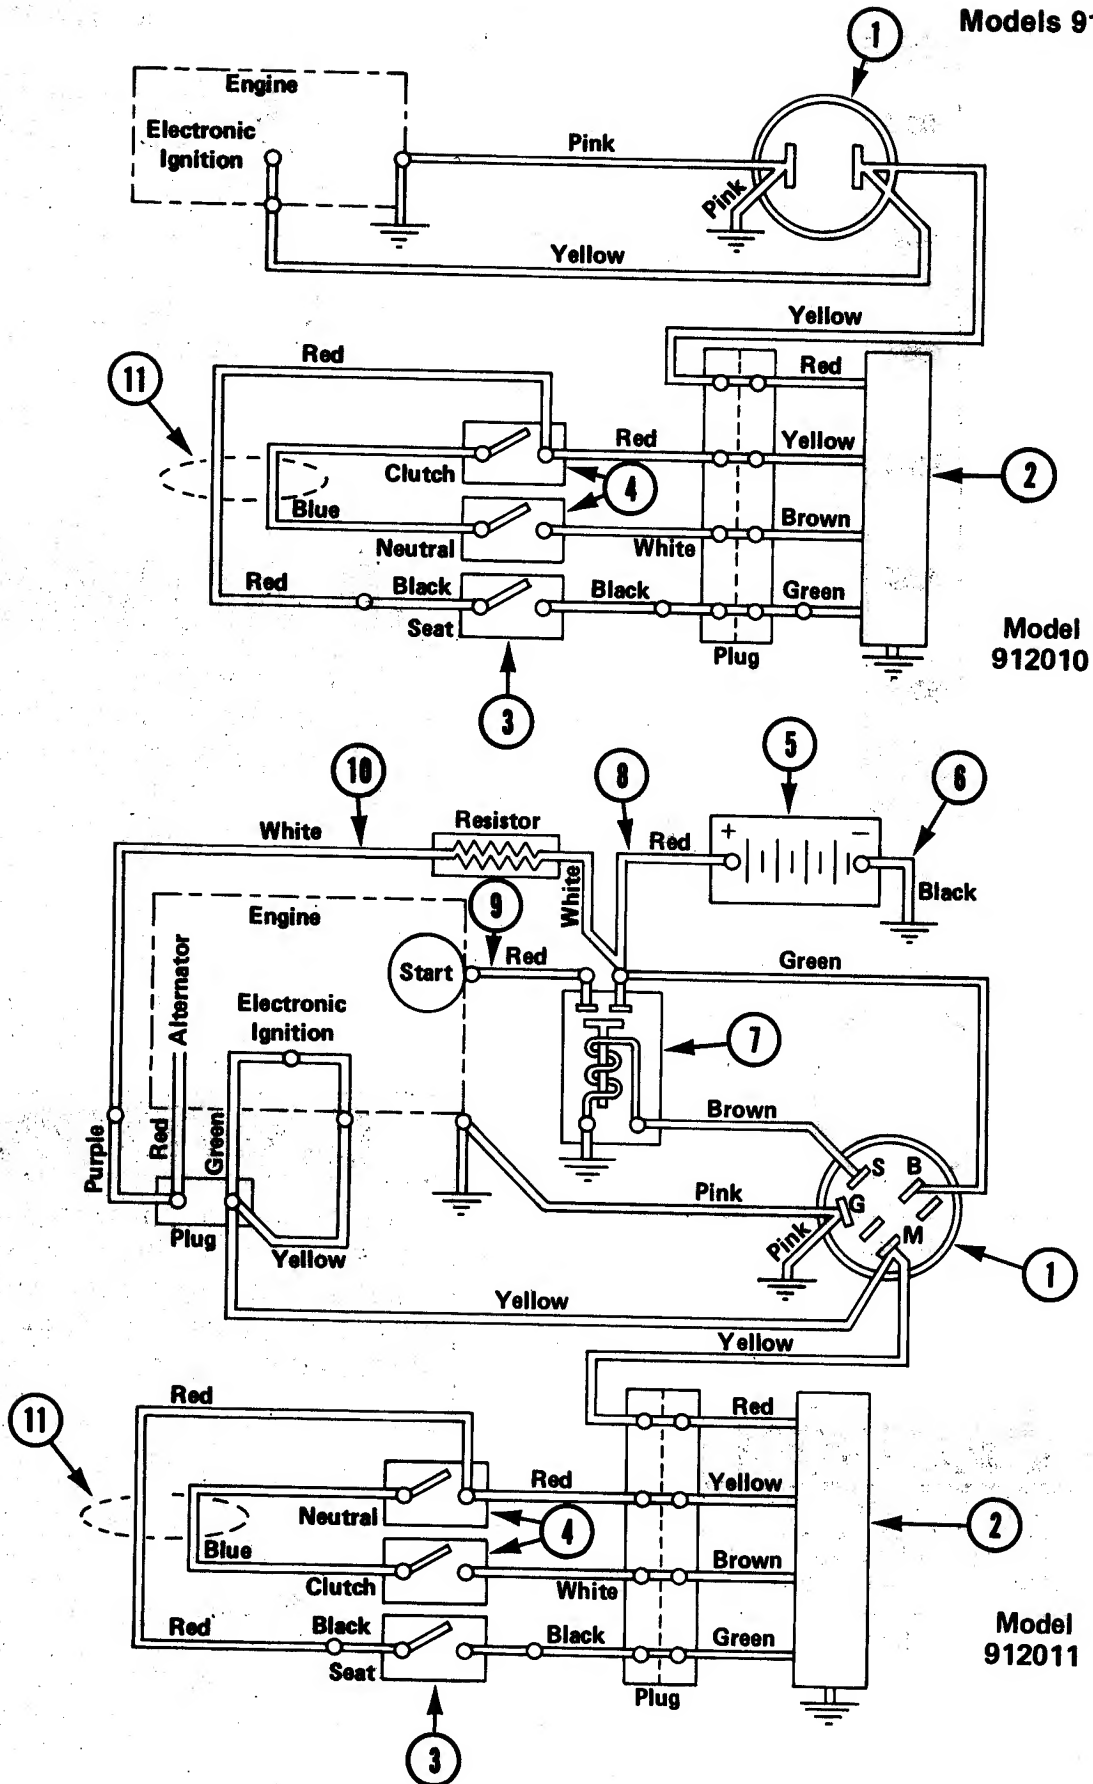 Models 91
1
Engine
Electronic
Ignition
Pink
Pink
Yellow
Yellow
Red
Red
11
Red
Yellow
Clutch
4
2
Blue
Brown
Neutral
White
Red
Black
Black
Green
Seat
Plug
Model
912010
3
5
10
8
6
White
Resistor
Red
+
−
White
Black
9
Engine
Red
Green
Start
Alternator
Electronic
Ignition
7
Brown
Purple
Red
Green
S
B
Pink
G
M
Plug
Pink
Yellow
1
Yellow
Yellow
Red
Red
11
Red
Yellow
Neutral
4
2
Blue
Brown
Clutch
White
Red
Black
Black
Green
Seat
Plug
Model
912011
3